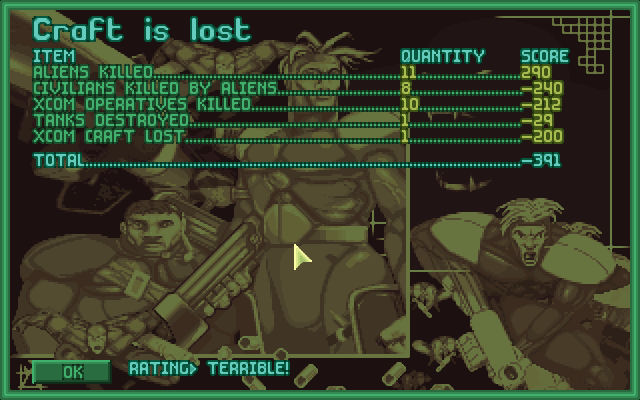 Craft is lost
ITEM QUANTITY SCORE
ALIENS KILLED 11 290
CIVILIANS KILLED BY ALIENS 8 -240
XCOM OPERATIVES KILLED 10 -212
TANKS DESTROYED 1 -29
XCOM CRAFT LOST 1 -200
TOTAL -391
OK RATING> TERRIBLE!